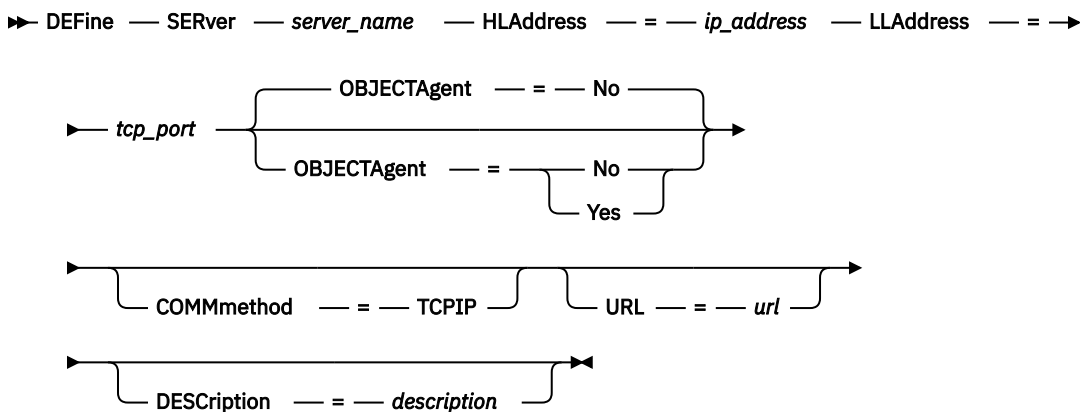 DEFine SERver server_name HLAddress = ip_address LLAddress =
OBJECTAgent = No
tcp_port
OBJECTAgent = No
Yes
COMMmethod = TCPIP URL = url
DESCription = description